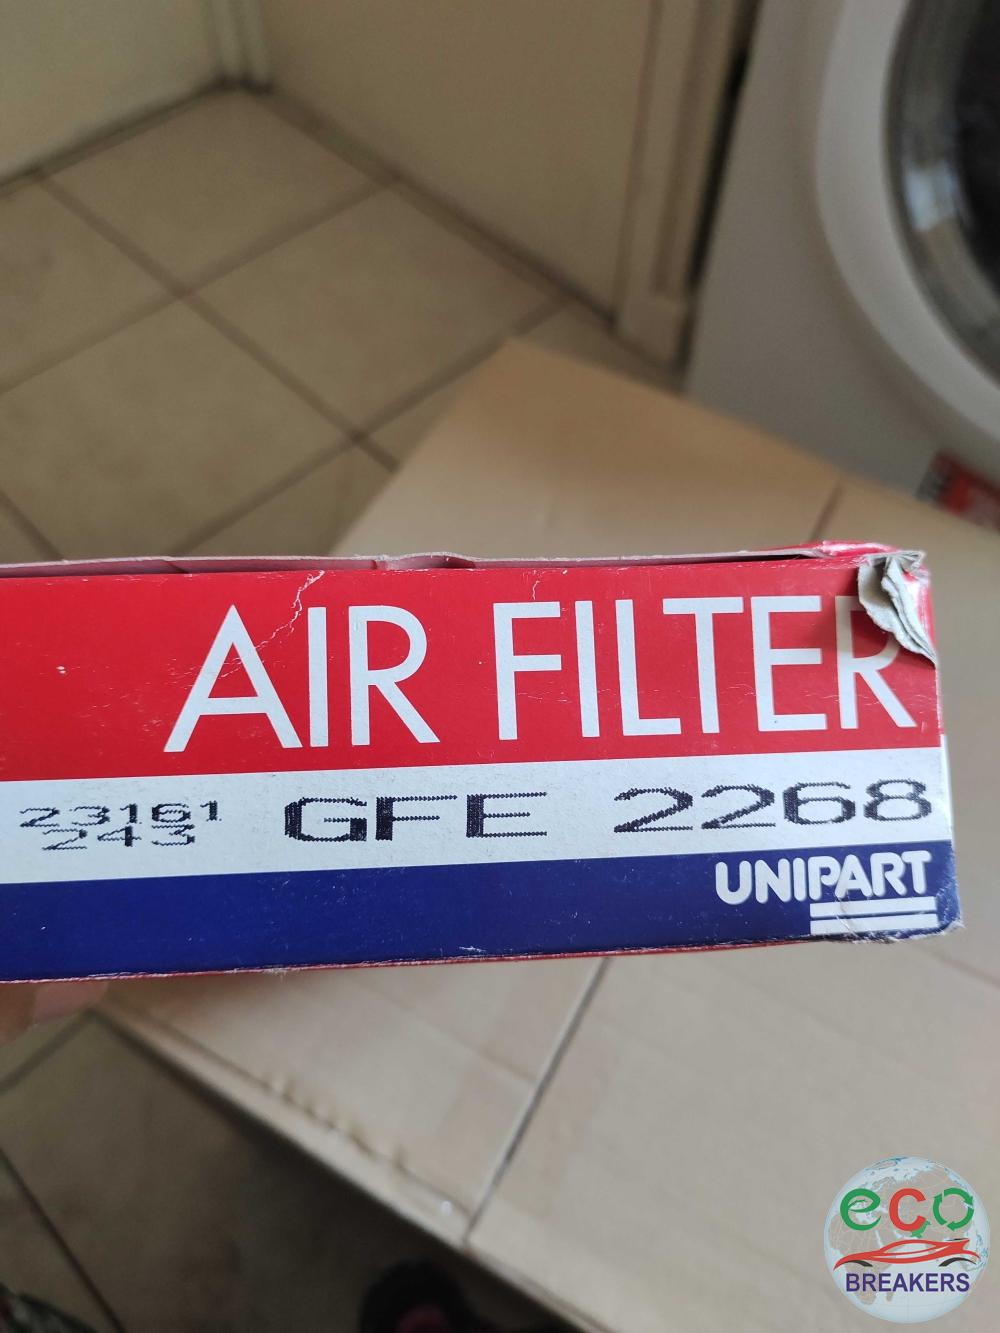 AIR FILTER
23161
243
GFE 2268
UNIPART
eco
BREAKERS